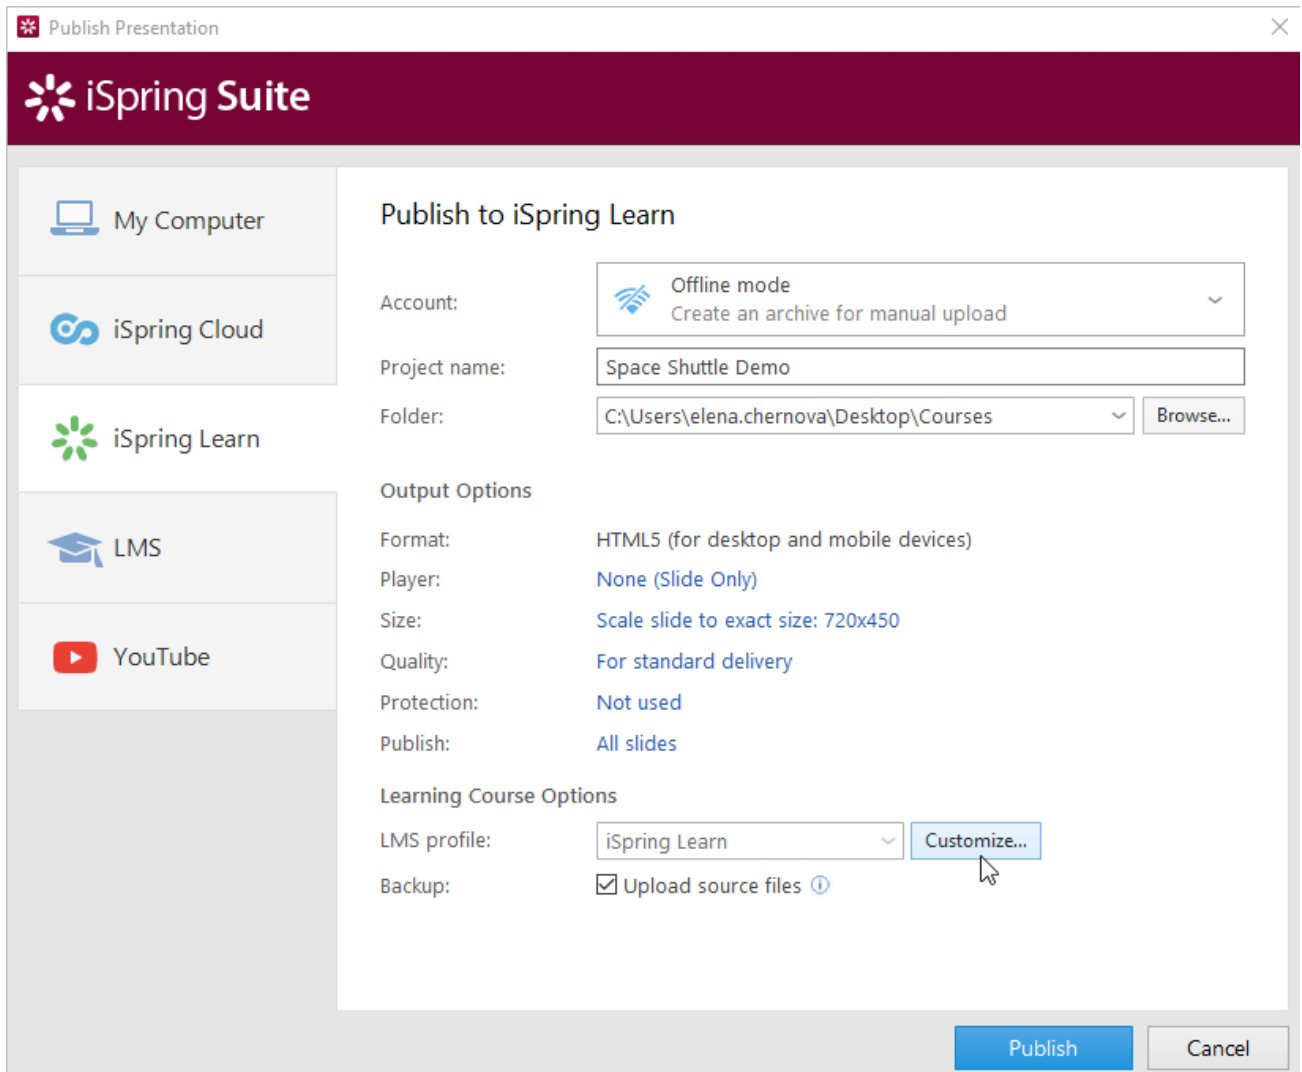 Publish Presentation
iSpring Suite
My Computer
iSpring Cloud
iSpring Learn
LMS
YouTube
Publish to iSpring Learn
Account: Offline mode
Create an archive for manual upload
Project name: Space Shuttle Demo
Folder: C:\Users\elena.chernova\Desktop\Courses Browse...
Output Options
Format: HTML5 (for desktop and mobile devices)
Player: None (Slide Only)
Size: Scale slide to exact size: 720x450
Quality: For standard delivery
Protection: Not used
Publish: All slides
Learning Course Options
LMS profile: iSpring Learn Customize...
Backup: Upload source files
Publish Cancel